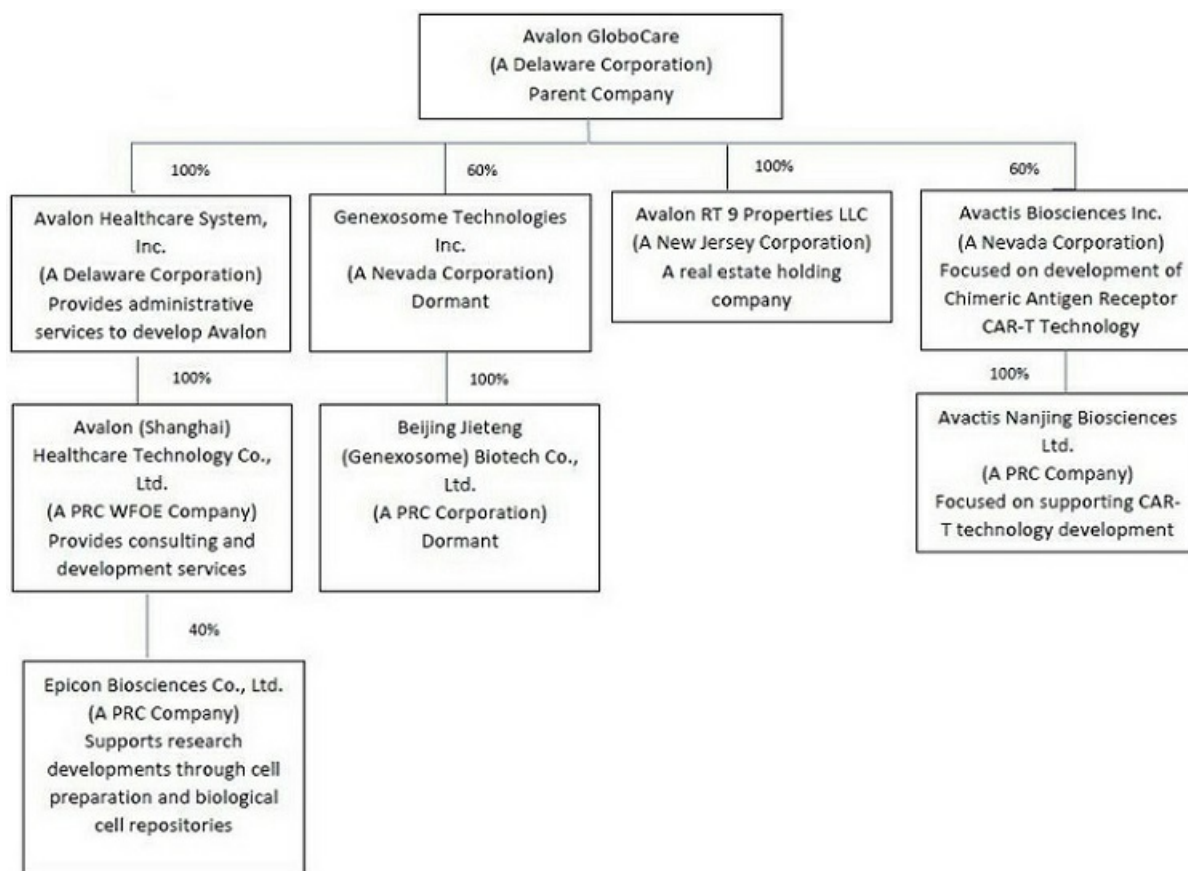 Avalon GloboCare
(A Delaware Corporation)
Parent Company
100%
60%
100%
60%
Avalon Healthcare System,
Inc.
(A Delaware Corporation)
Provides administrative
services to develop Avalon
Genexosome Technologies
Inc.
(A Nevada Corporation)
Dormant
Avalon RT 9 Properties LLC
(A New Jersey Corporation)
A real estate holding
company
Avactis Biosciences Inc.
(A Nevada Corporation)
Focused on development of
Chimeric Antigen Receptor
CAR-T Technology
100%
100%
100%
Avalon (Shanghai)
Healthcare Technology Co.,
Ltd.
(A PRC WFOE Company)
Provides consulting and
development services
Beijing Jieteng
(Genexosome) Biotech Co.,
Ltd.
(A PRC Corporation)
Dormant
Avactis Nanjing Biosciences
Ltd.
(A PRC Company)
Focused on supporting CAR-
T technology development
40%
Epicon Biosciences Co., Ltd.
(A PRC Company)
Supports research
developments through cell
preparation and biological
cell repositories